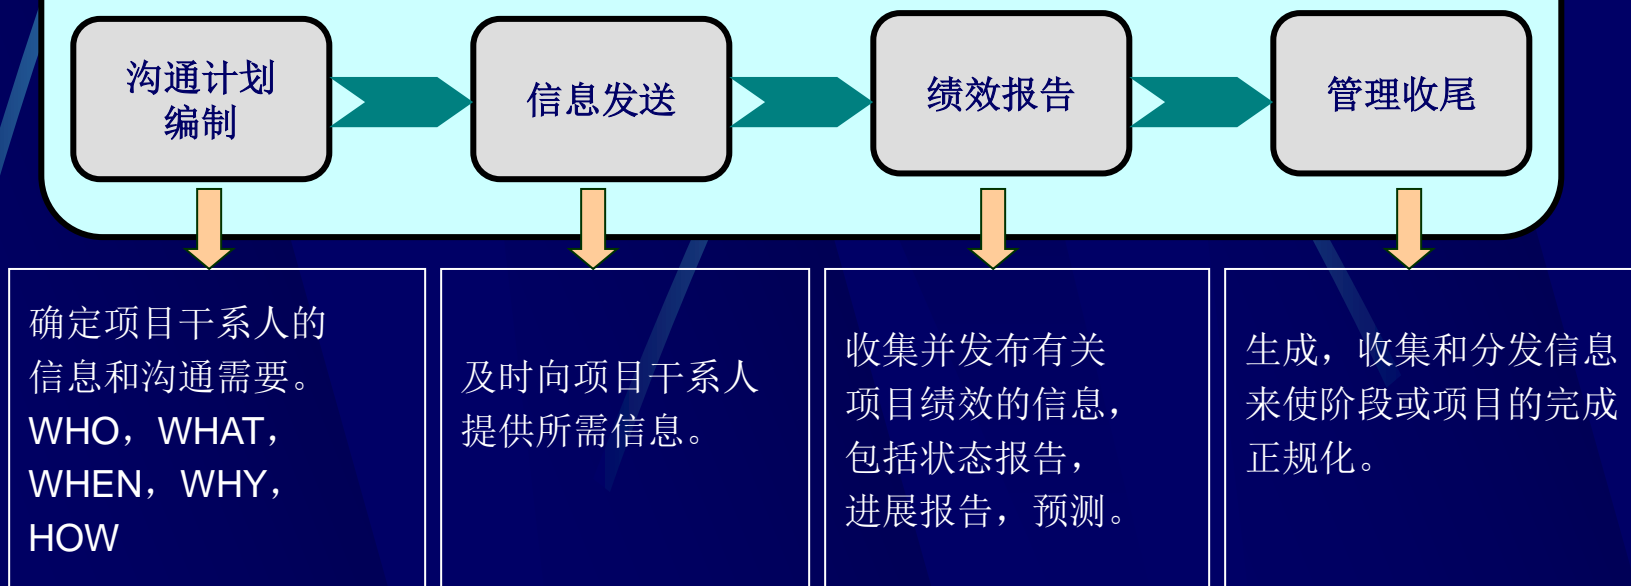 沟通计划
编制
信息发送
绩效报告
管理收尾
确定项目干系人的
信息和沟通需要。
WHO，WHAT，
WHEN，WHY，
HOW
及时向项目干系人
提供所需信息。
收集并发布有关
项目绩效的信息，
包括状态报告，
进展报告，预测。
生成，收集和分发信息
来使阶段或项目的完成
正规化。